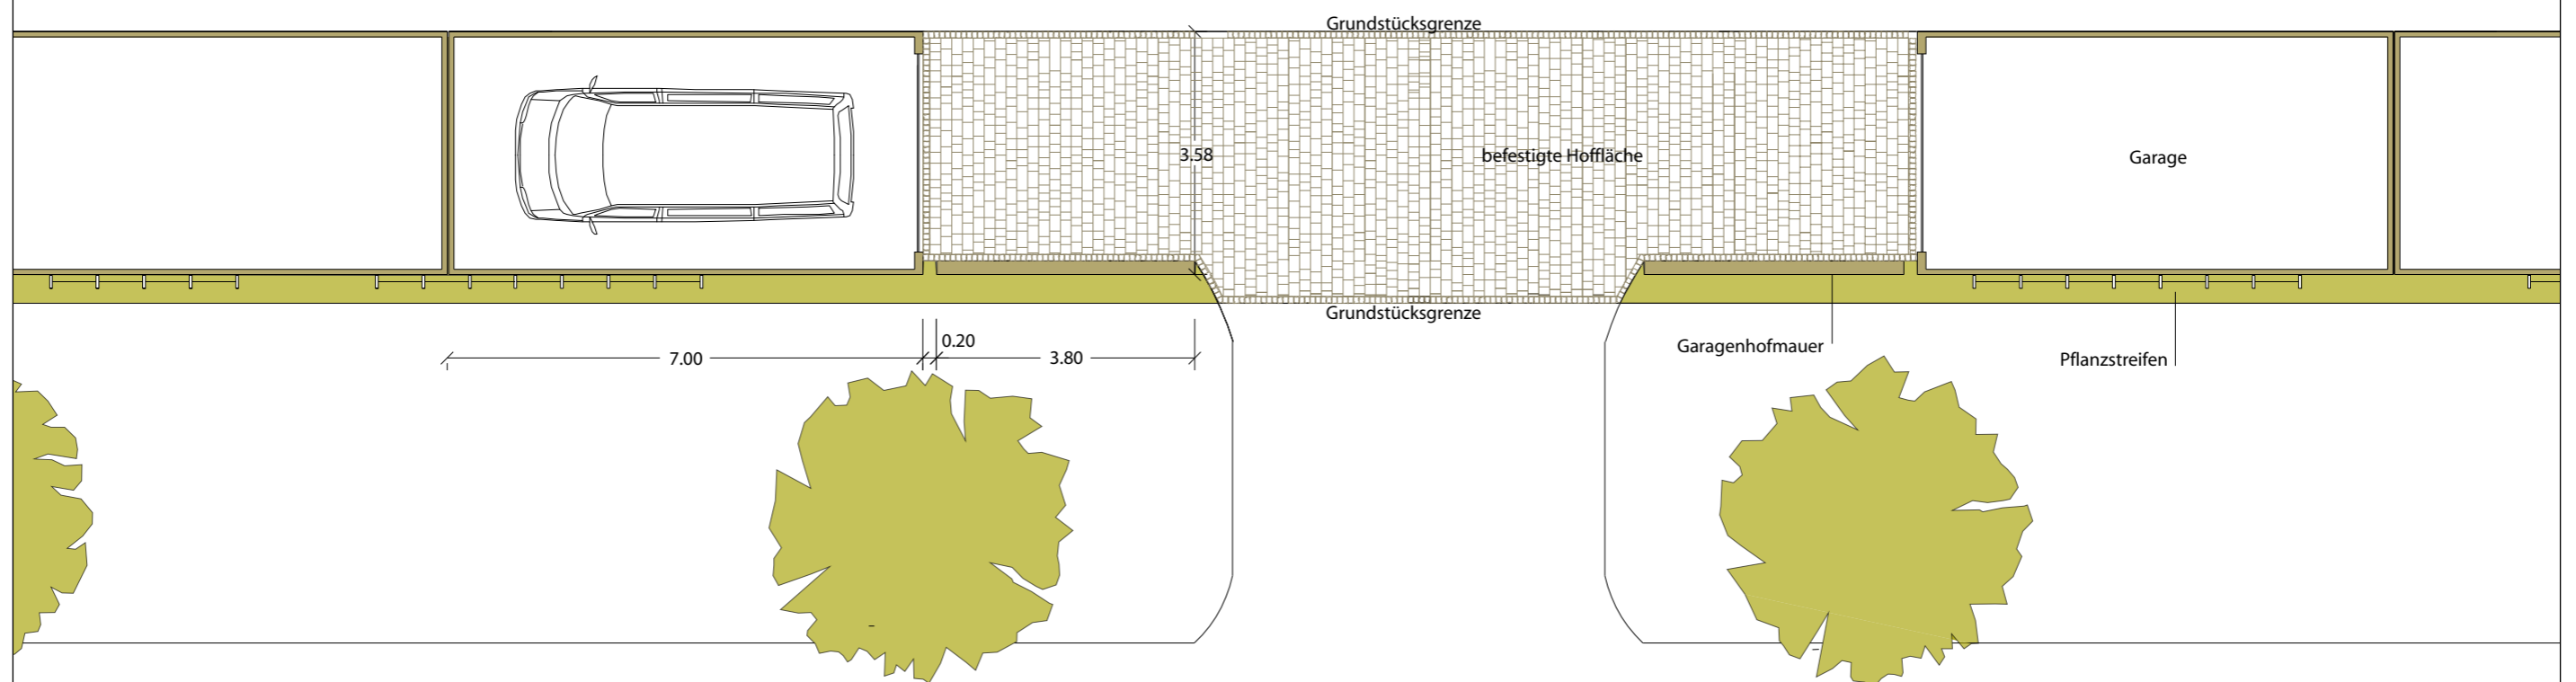 Grundstücksgrenze
3.58
befestigte Hoffläche
Garage
Grundstücksgrenze
0.20
7.00
3.80
Garagenhofmauer
Pflanzstreifen